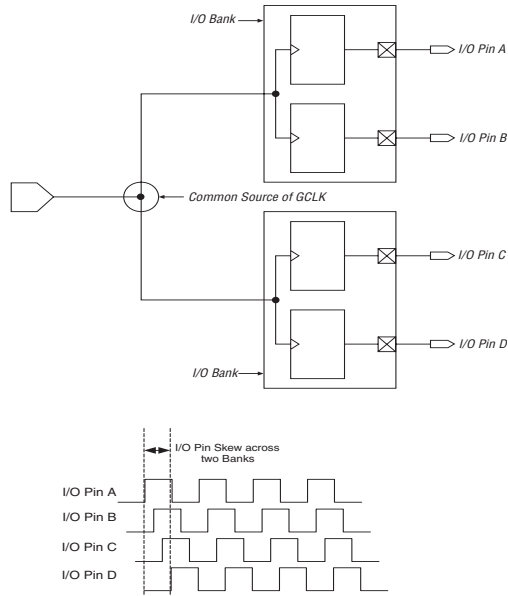 I/O Bank
I/O Pin A
I/O Pin B
Common Source of GCLK
I/O Pin C
I/O Pin D
I/O Bank
I/O Pin Skew across
two Banks
I/O Pin A
I/O Pin B
I/O Pin C
I/O Pin D